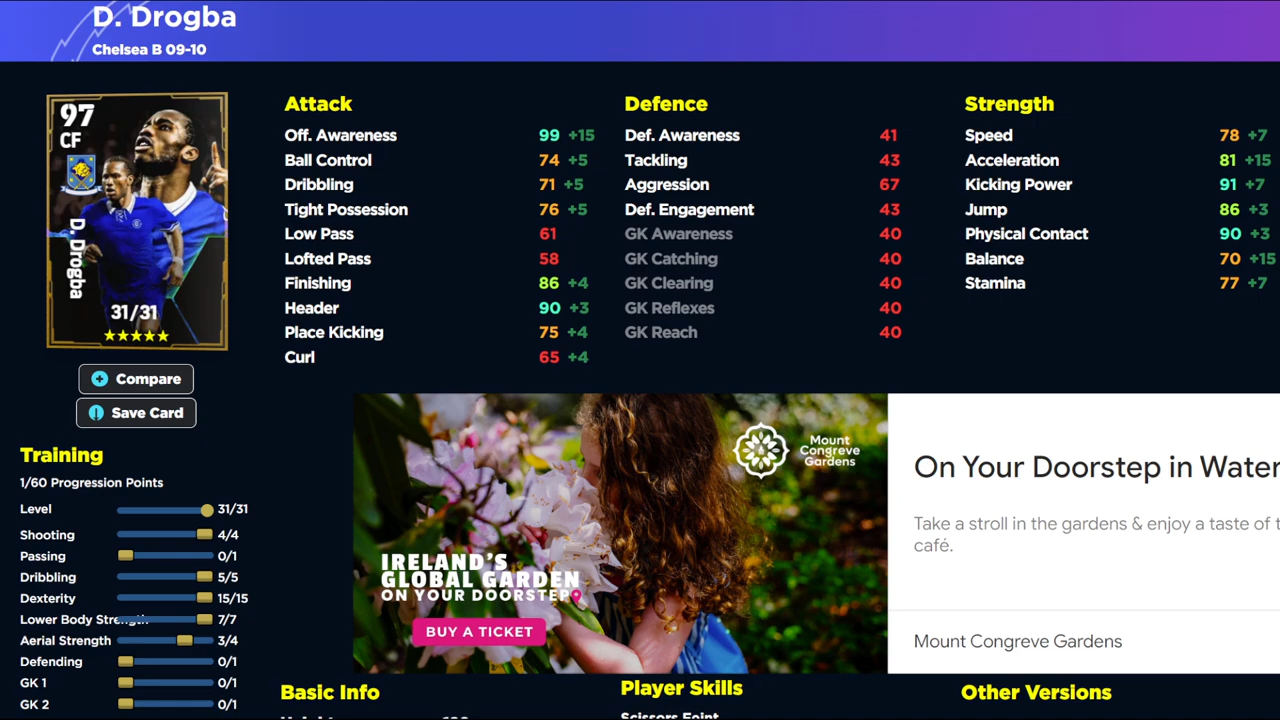 D. Drogba
Chelsea B 09-10
97
CF
D. Drogba
31/31
Compare
Save Card
Training
1/60 Progression Points
Level 31/31
Shooting 4/4
Passing 0/1
Dribbling 5/5
Dexterity 15/15
Lower Body Strength 7/7
Aerial Strength 3/4
Defending 0/1
GK 1 0/1
GK 2 0/1
Attack
Off. Awareness 99 +15
Ball Control 74 +5
Dribbling 71 +5
Tight Possession 76 +5
Low Pass 61
Lofted Pass 58
Finishing 86 +4
Header 90 +3
Place Kicking 75 +4
Curl 65 +4
Defence
Def. Awareness 41
Tackling 43
Aggression 67
Def. Engagement 43
GK Awareness 40
GK Catching 40
GK Clearing 40
GK Reflexes 40
GK Reach 40
Strength
Speed 78 +7
Acceleration 81 +15
Kicking Power 91 +7
Jump 86 +3
Physical Contact 90 +3
Balance 70 +15
Stamina 77 +7
Mount
Congreve
Gardens
IRELAND'S
GLOBAL GARDEN
ON YOUR DOORSTEP
BUY A TICKET
On Your Doorstep in Water
Take a stroll in the gardens & enjoy a taste of t
café.
Mount Congreve Gardens
Basic Info
Player Skills
Scissors Feint
Other Versions